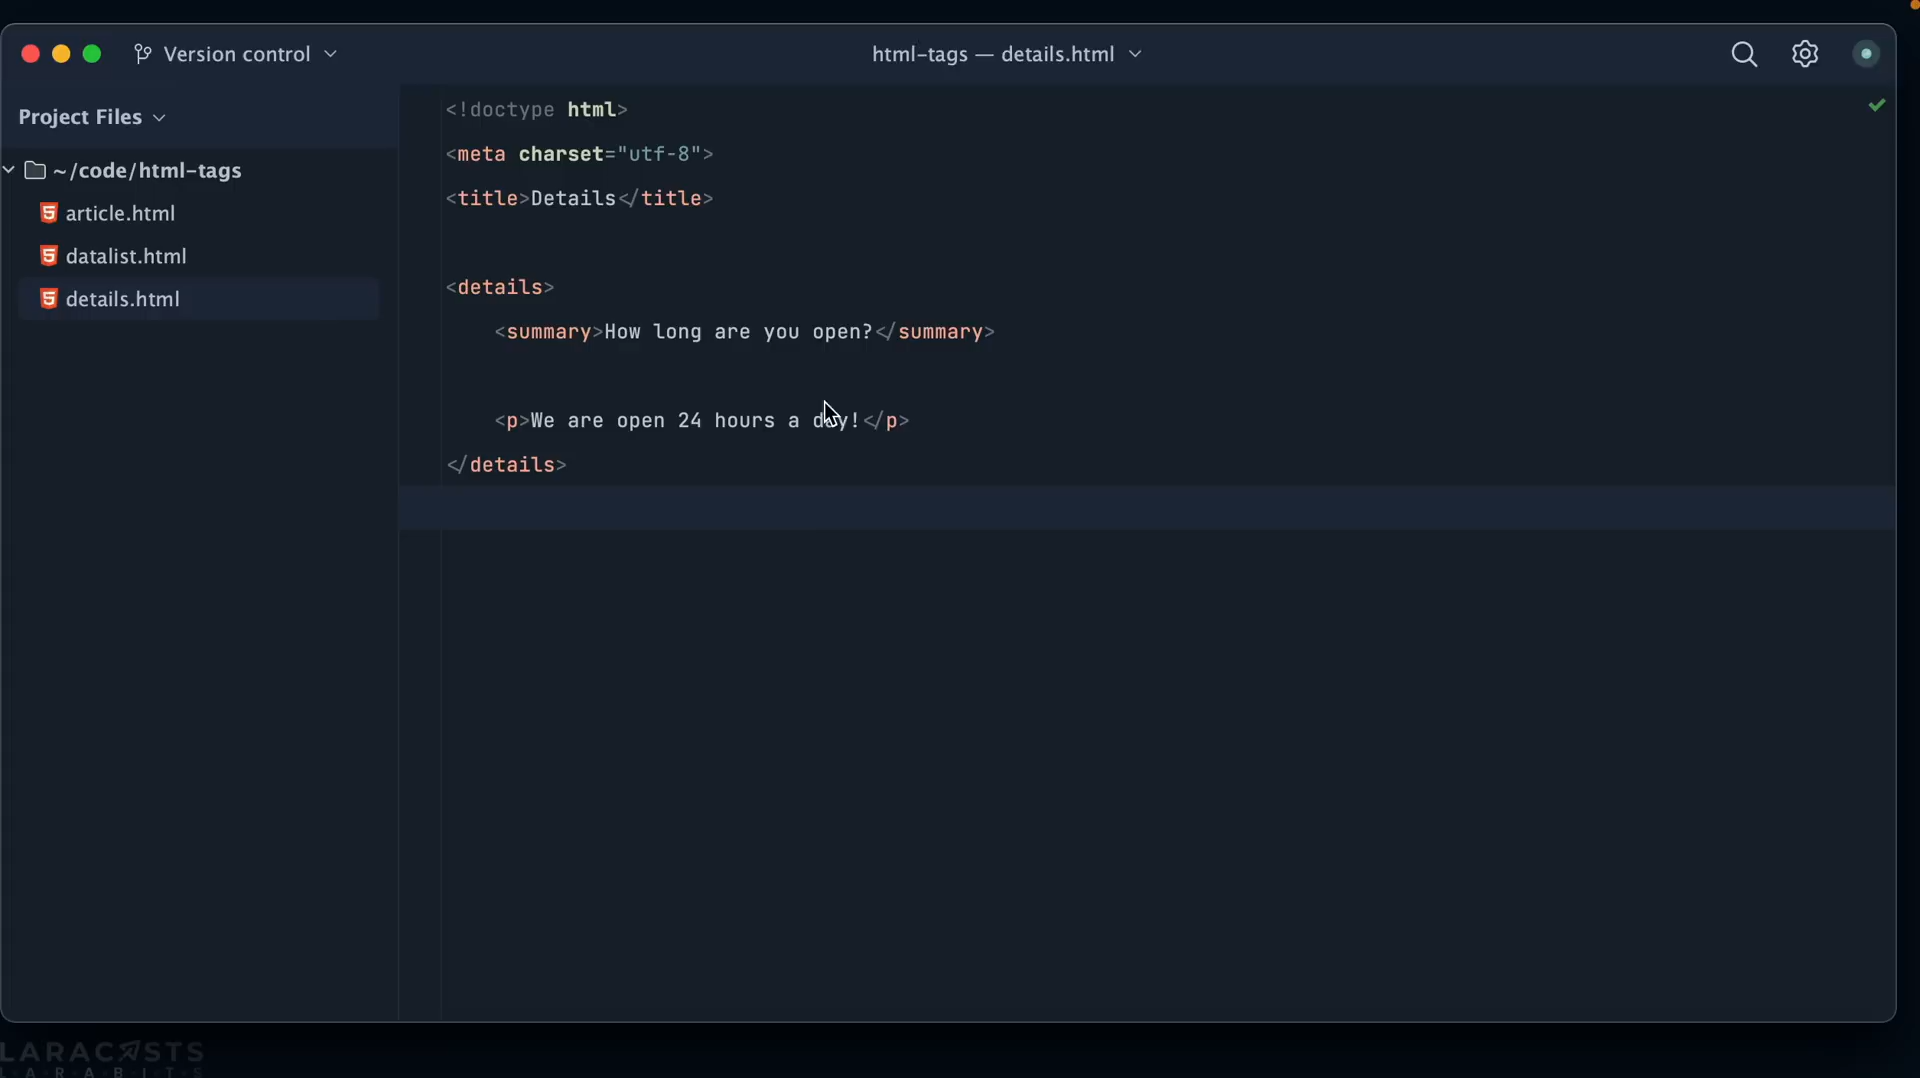 Version control
html-tags — details.html
Project Files
~/code/html-tags
article.html
datalist.html
details.html
<!doctype html>
<meta charset="utf-8">
<title>Details</title>
<details>
<summary>How long are you open?</summary>
<p>We are open 24 hours a day!</p>
</details>
LARACASTS
LARABITS